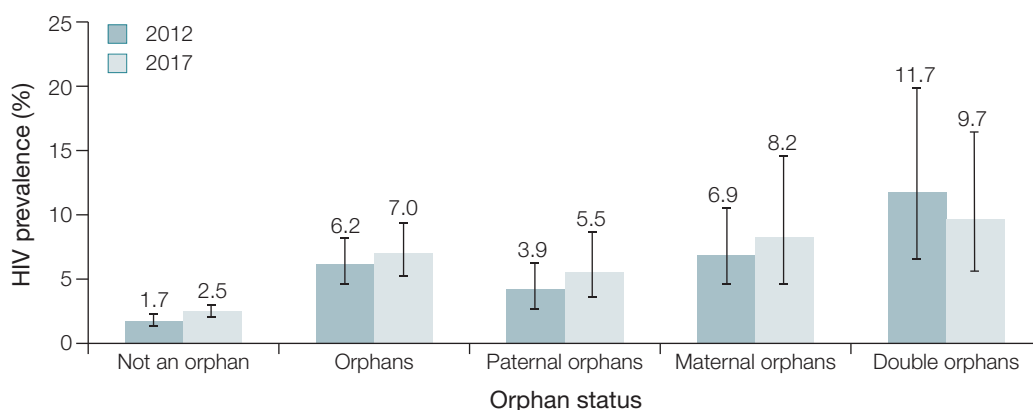 25
20
15
10
5
0
HIV prevalence (%)
2012
2017
1.7
2.5
6.2
7.0
3.9
5.5
6.9
8.2
11.7
9.7
Not an orphan
Orphans
Paternal orphans
Maternal orphans
Double orphans
Orphan status